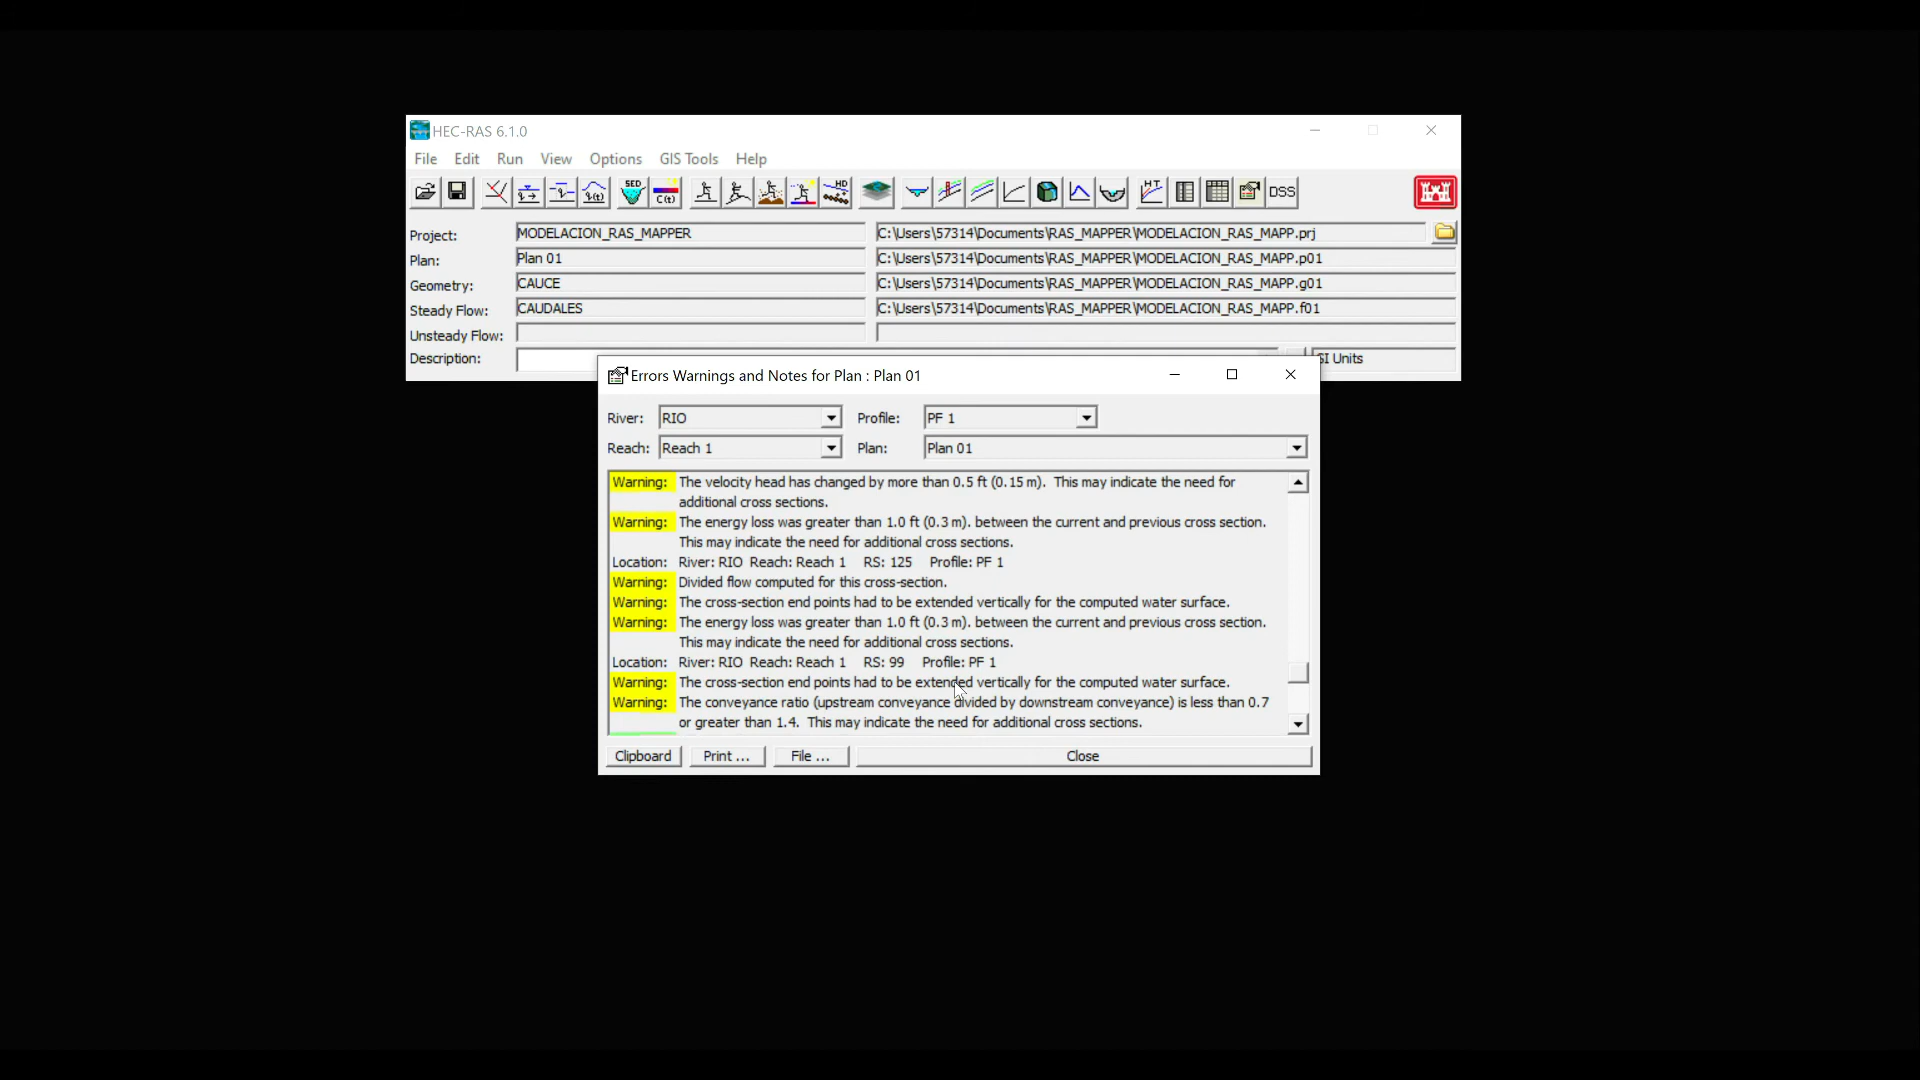 HEC-RAS 6.1.0
File Edit Run View Options GIS Tools Help
SED C(t) HD HT DSS
Project: MODELACION_RAS_MAPPER C:\Users\57314\Documents\RAS_MAPPER\MODELACION_RAS_MAPP.prj
Plan: Plan 01 C:\Users\57314\Documents\RAS_MAPPER\MODELACION_RAS_MAPP.p01
Geometry: CAUCE C:\Users\57314\Documents\RAS_MAPPER\MODELACION_RAS_MAPP.g01
Steady Flow: CAUDALES C:\Users\57314\Documents\RAS_MAPPER\MODELACION_RAS_MAPP.f01
Unsteady Flow:
Description: SI Units
Errors Warnings and Notes for Plan : Plan 01
River: RIO Profile: PF 1
Reach: Reach 1 Plan: Plan 01
Warning: The velocity head has changed by more than 0.5 ft (0.15 m). This may indicate the need for
additional cross sections.
Warning: The energy loss was greater than 1.0 ft (0.3 m). between the current and previous cross section.
This may indicate the need for additional cross sections.
Location: River: RIO Reach: Reach 1 RS: 125 Profile: PF 1
Warning: Divided flow computed for this cross-section.
Warning: The cross-section end points had to be extended vertically for the computed water surface.
Warning: The energy loss was greater than 1.0 ft (0.3 m). between the current and previous cross section.
This may indicate the need for additional cross sections.
Location: River: RIO Reach: Reach 1 RS: 99 Profile: PF 1
Warning: The cross-section end points had to be extended vertically for the computed water surface.
Warning: The conveyance ratio (upstream conveyance divided by downstream conveyance) is less than 0.7
or greater than 1.4. This may indicate the need for additional cross sections.
Clipboard Print ... File ... Close